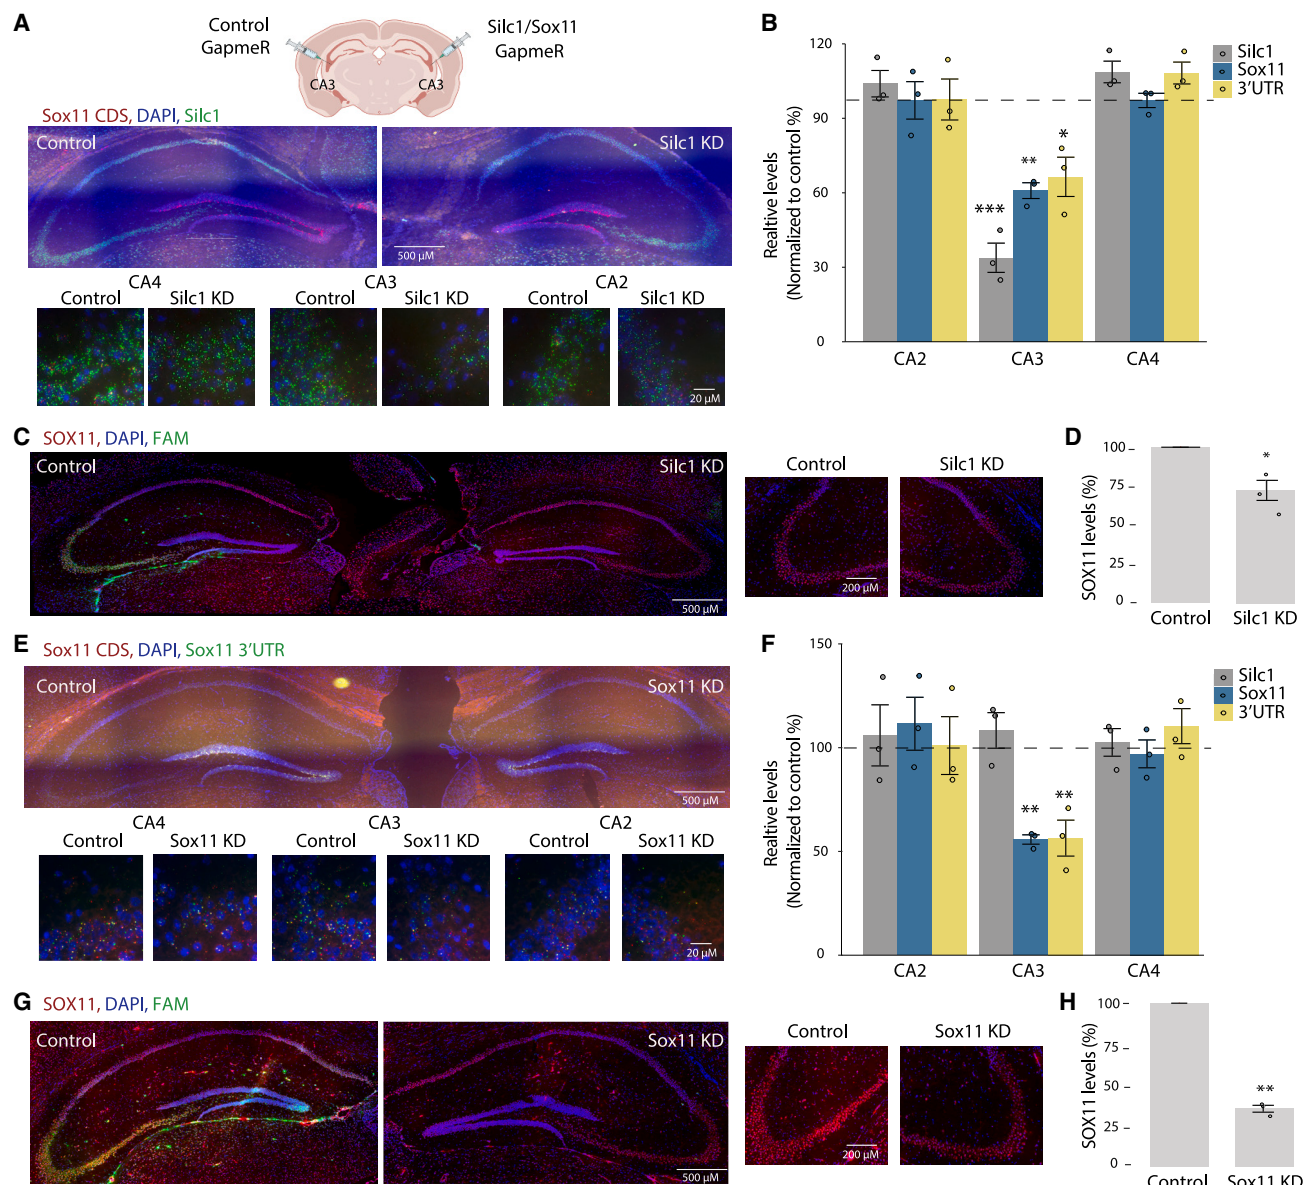 A
Control
GapmeR
Silc1/Sox11
GapmeR
CA3
CA3
Sox11 CDS, DAPI, Silc1
Control
Silc1 KD
500 µM
CA4
CA3
CA2
Control
Silc1 KD
Control
Silc1 KD
Control
Silc1 KD
20 µM
B
Realtive levels
(Normalized to control %)
120
90
60
30
0
***
**
*
CA2
CA3
CA4
Silc1
Sox11
3'UTR
C
SOX11, DAPI, FAM
Control
Silc1 KD
500 µM
Control
Silc1 KD
200 µM
D
SOX11 levels (%)
100
75
50
25
0
*
Control
Silc1 KD
E
Sox11 CDS, DAPI, Sox11 3'UTR
Control
Sox11 KD
500 µM
CA4
CA3
CA2
Control
Sox11 KD
Control
Sox11 KD
Control
Sox11 KD
20 µM
F
Realtive levels
(Normalized to control %)
150
100
50
0
**
**
CA2
CA3
CA4
Silc1
Sox11
3'UTR
G
SOX11, DAPI, FAM
Control
Sox11 KD
500 µM
Control
Sox11 KD
200 µM
H
SOX11 levels (%)
100
75
50
25
0
**
Control
Sox11 KD